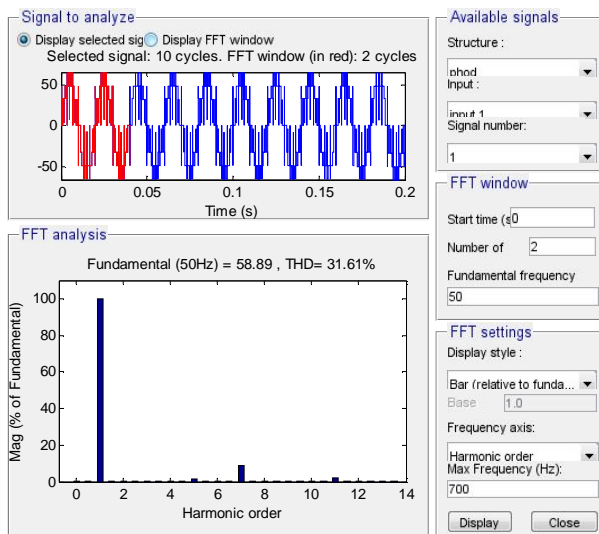 Signal to analyze
Display selected sig Display FFT window
Selected signal: 10 cycles. FFT window (in red): 2 cycles
50
0
-50
0 0.05 0.1 0.15 0.2
Time (s)
FFT analysis
Fundamental (50Hz) = 58.89 , THD= 31.61%
Mag (% of Fundamental)
100
80
60
40
20
0
0 2 4 6 8 10 12 14
Harmonic order
Available signals
Structure :
phod
Input :
input 1
Signal number:
1
FFT window
Start time (s 0
Number of 2
Fundamental frequency
50
FFT settings
Display style :
Bar (relative to funda...
Base 1.0
Frequency axis:
Harmonic order
Max Frequency (Hz):
700
Display Close